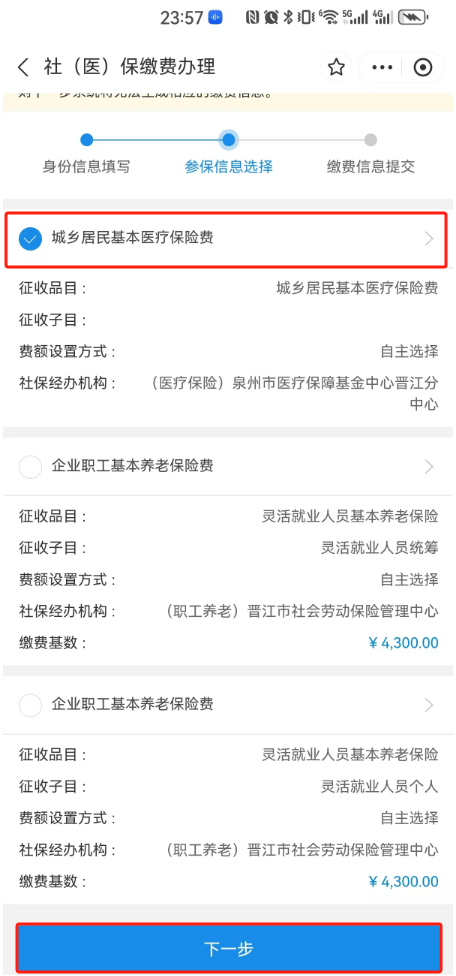 23:57
社（医）保缴费办理
身份信息填写
参保信息选择
缴费信息提交
城乡居民基本医疗保险费
征收品目： 城乡居民基本医疗保险费
征收子目：
费额设置方式： 自主选择
社保经办机构： （医疗保险）泉州市医疗保障基金中心晋江分
中心
企业职工基本养老保险费
征收品目： 灵活就业人员基本养老保险
征收子目： 灵活就业人员统筹
费额设置方式： 自主选择
社保经办机构： （职工养老）晋江市社会劳动保险管理中心
缴费基数： ¥4,300.00
企业职工基本养老保险费
征收品目： 灵活就业人员基本养老保险
征收子目： 灵活就业人员个人
费额设置方式： 自主选择
社保经办机构： （职工养老）晋江市社会劳动保险管理中心
缴费基数： ¥4,300.00
下一步